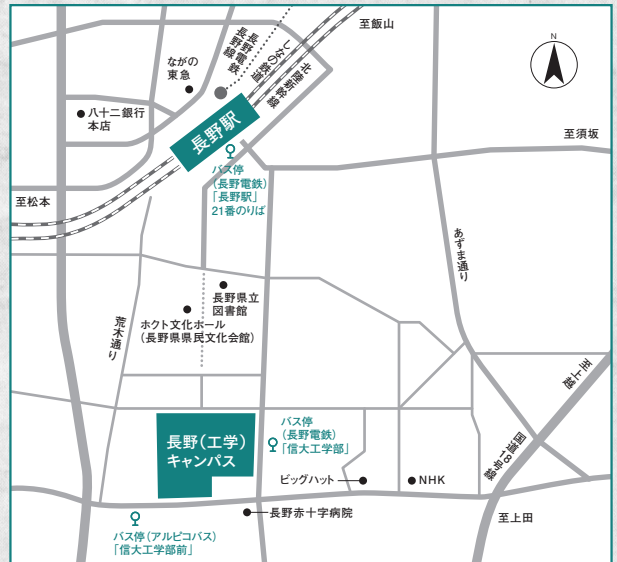 至飯山
N
長野電鉄
長野線
しなの鉄道
北陸新幹線
ながの
東急
八十二銀行
本店
長野駅
至須坂
バス停
(長野電鉄)
「長野駅」
21番のりば
至松本
あずま通り
長野県立
図書館
ホクト文化ホール
(長野県県民文化会館)
荒木通り
至上越
長野(工学)
キャンパス
バス停
(長野電鉄)
「信大工学部」
国道18号線
ビッグハット
NHK
長野赤十字病院
至上田
バス停(アルピコバス)
「信大工学部前」